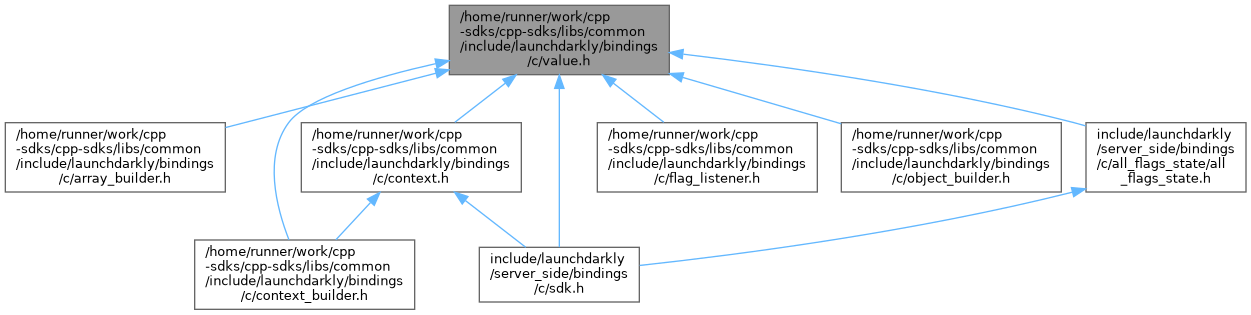 /home/runner/work/cpp
-sdks/cpp-sdks/libs/common
/include/launchdarkly/bindings
/c/value.h
/home/runner/work/cpp
-sdks/cpp-sdks/libs/common
/include/launchdarkly/bindings
/c/array_builder.h
/home/runner/work/cpp
-sdks/cpp-sdks/libs/common
/include/launchdarkly/bindings
/c/context.h
/home/runner/work/cpp
-sdks/cpp-sdks/libs/common
/include/launchdarkly/bindings
/c/flag_listener.h
/home/runner/work/cpp
-sdks/cpp-sdks/libs/common
/include/launchdarkly/bindings
/c/object_builder.h
include/launchdarkly
/server_side/bindings
/c/all_flags_state/all
_flags_state.h
/home/runner/work/cpp
-sdks/cpp-sdks/libs/common
/include/launchdarkly/bindings
/c/context_builder.h
include/launchdarkly
/server_side/bindings
/c/sdk.h